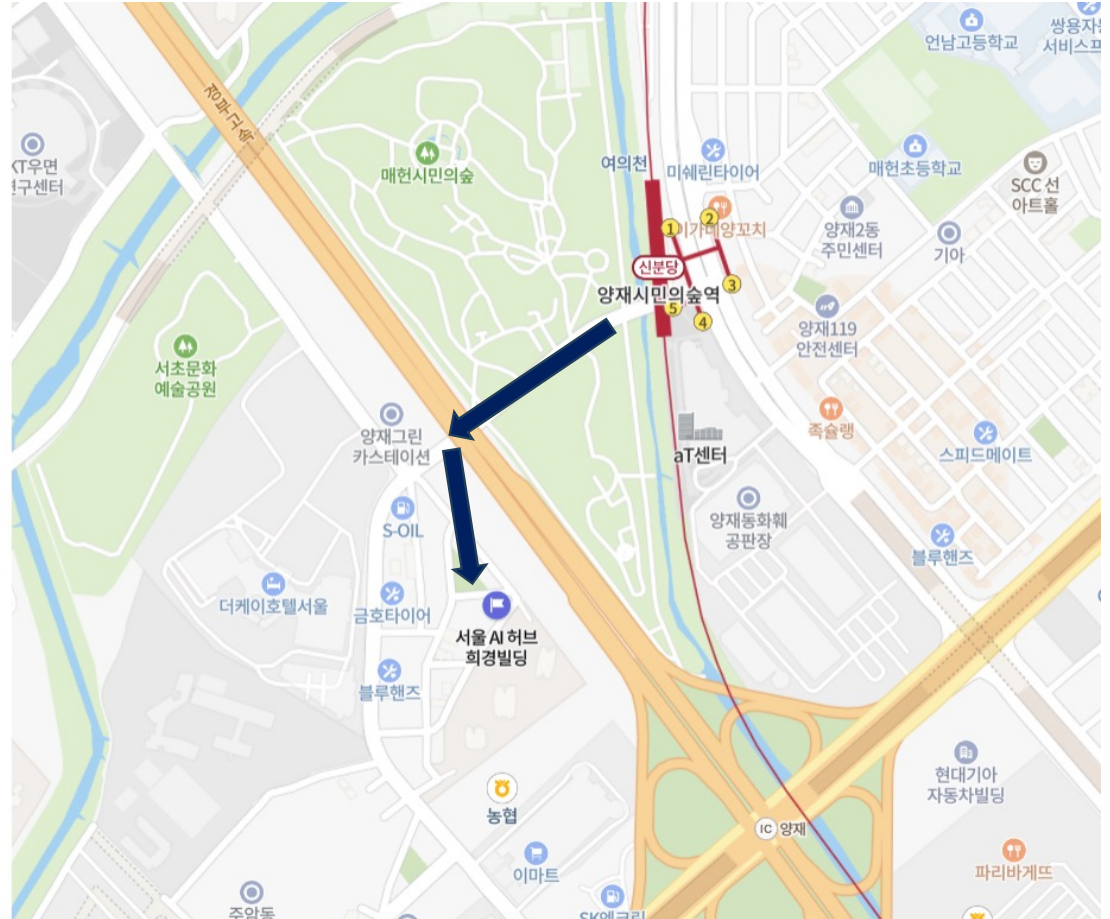 언남고등학교
쌍용자동
서비스프
경부고속
KT우면
연구센터
매헌시민의숲
여의천
미쉐린타이어
매헌초등학교
SCC 선
아트홀
1
2
이가네양꼬치
양재2동
주민센터
기아
신분당
3
양재시민의숲역
5
4
양재119
안전센터
서초문화
예술공원
양재그린
카스테이션
족슐랭
aT센터
스피드메이트
S-OIL
양재동화훼
공판장
블루핸즈
더케이호텔서울
금호타이어
서울 AI 허브
희경빌딩
블루핸즈
현대기아
자동차빌딩
농협
IC 양재
이마트
파리바게뜨
주암동